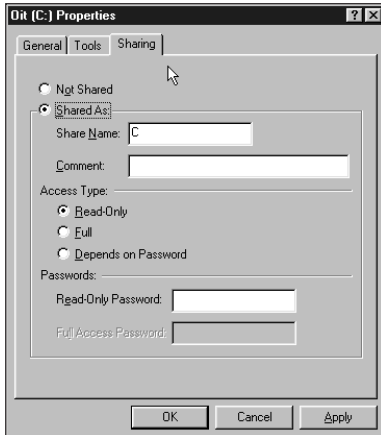 Oit (C:) Properties
General Tools Sharing
Not Shared
Shared As:
Share Name: C
Comment:
Access Type:
Read-Only
Full
Depends on Password
Passwords:
Read-Only Password:
Full Access Password:
OK Cancel Apply